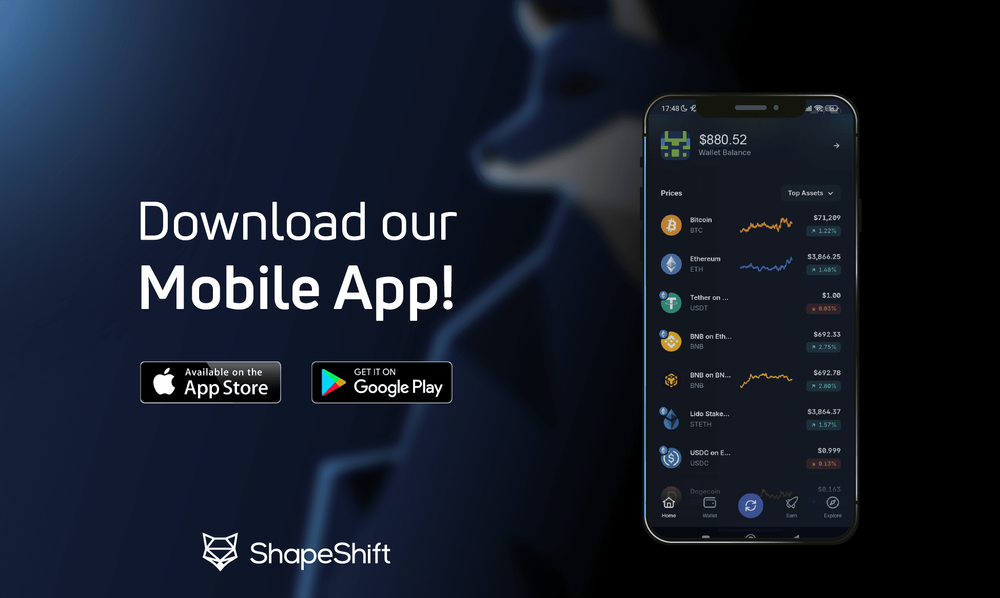 Download our
Mobile App!
Available on the
App Store
GET IT ON
Google Play
ShapeShift
17:48
$880.52
Wallet Balance
Prices
Top Assets
Bitcoin
BTC
$71,209
1.22%
Ethereum
ETH
$3,866.25
1.48%
Tether on ...
USDT
$1.00
0.03%
BNB on Eth...
BNB
$692.33
2.75%
BNB on BN...
BNB
$692.78
2.80%
Lido Stake...
STETH
$3,864.37
1.57%
USDC on E...
USDC
$0.999
0.13%
Dogecoin
$0.163
Home
Wallet
Earn
Explore